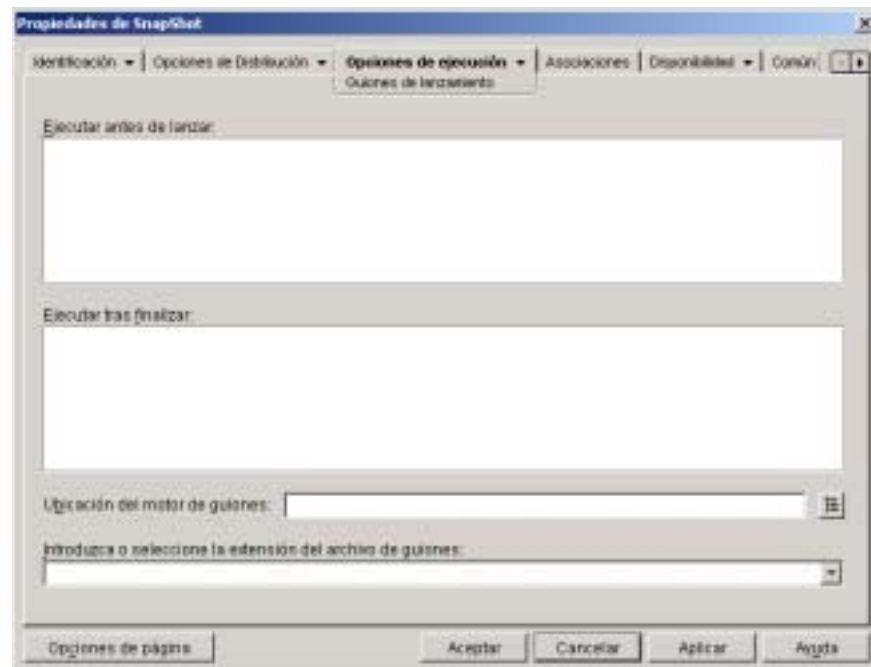 Propiedades de SnapShot
Identificación Opciones de Distribución Opciones de ejecución Asociaciones Disponibilidad Común
Guiones de lanzamiento
Ejecutar antes de lanzar:
Ejecutar tras finalizar:
Ubicación del motor de guiones:
Introduzca o seleccione la extensión del archivo de guiones:
Opciones de página Aceptar Cancelar Aplicar Ayuda